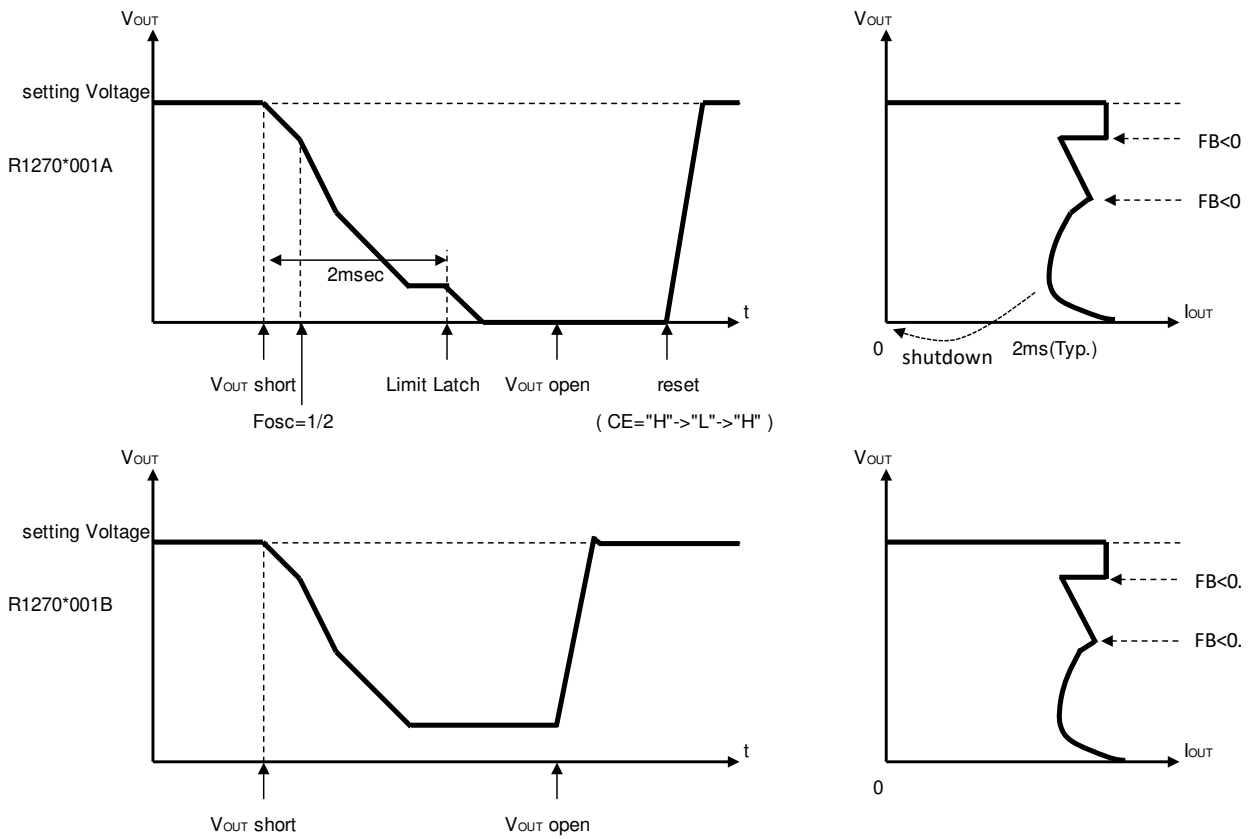 VOUT
setting Voltage
R1270*001A
2msec
t
VOUT short
Limit Latch
VOUT open
reset
Fosc=1/2
( CE="H"->"L"->"H" )
VOUT
FB<0
FB<0
IOUT
0
shutdown
2ms(Typ.)
VOUT
setting Voltage
R1270*001B
t
VOUT short
VOUT open
VOUT
FB<0.
FB<0.
IOUT
0